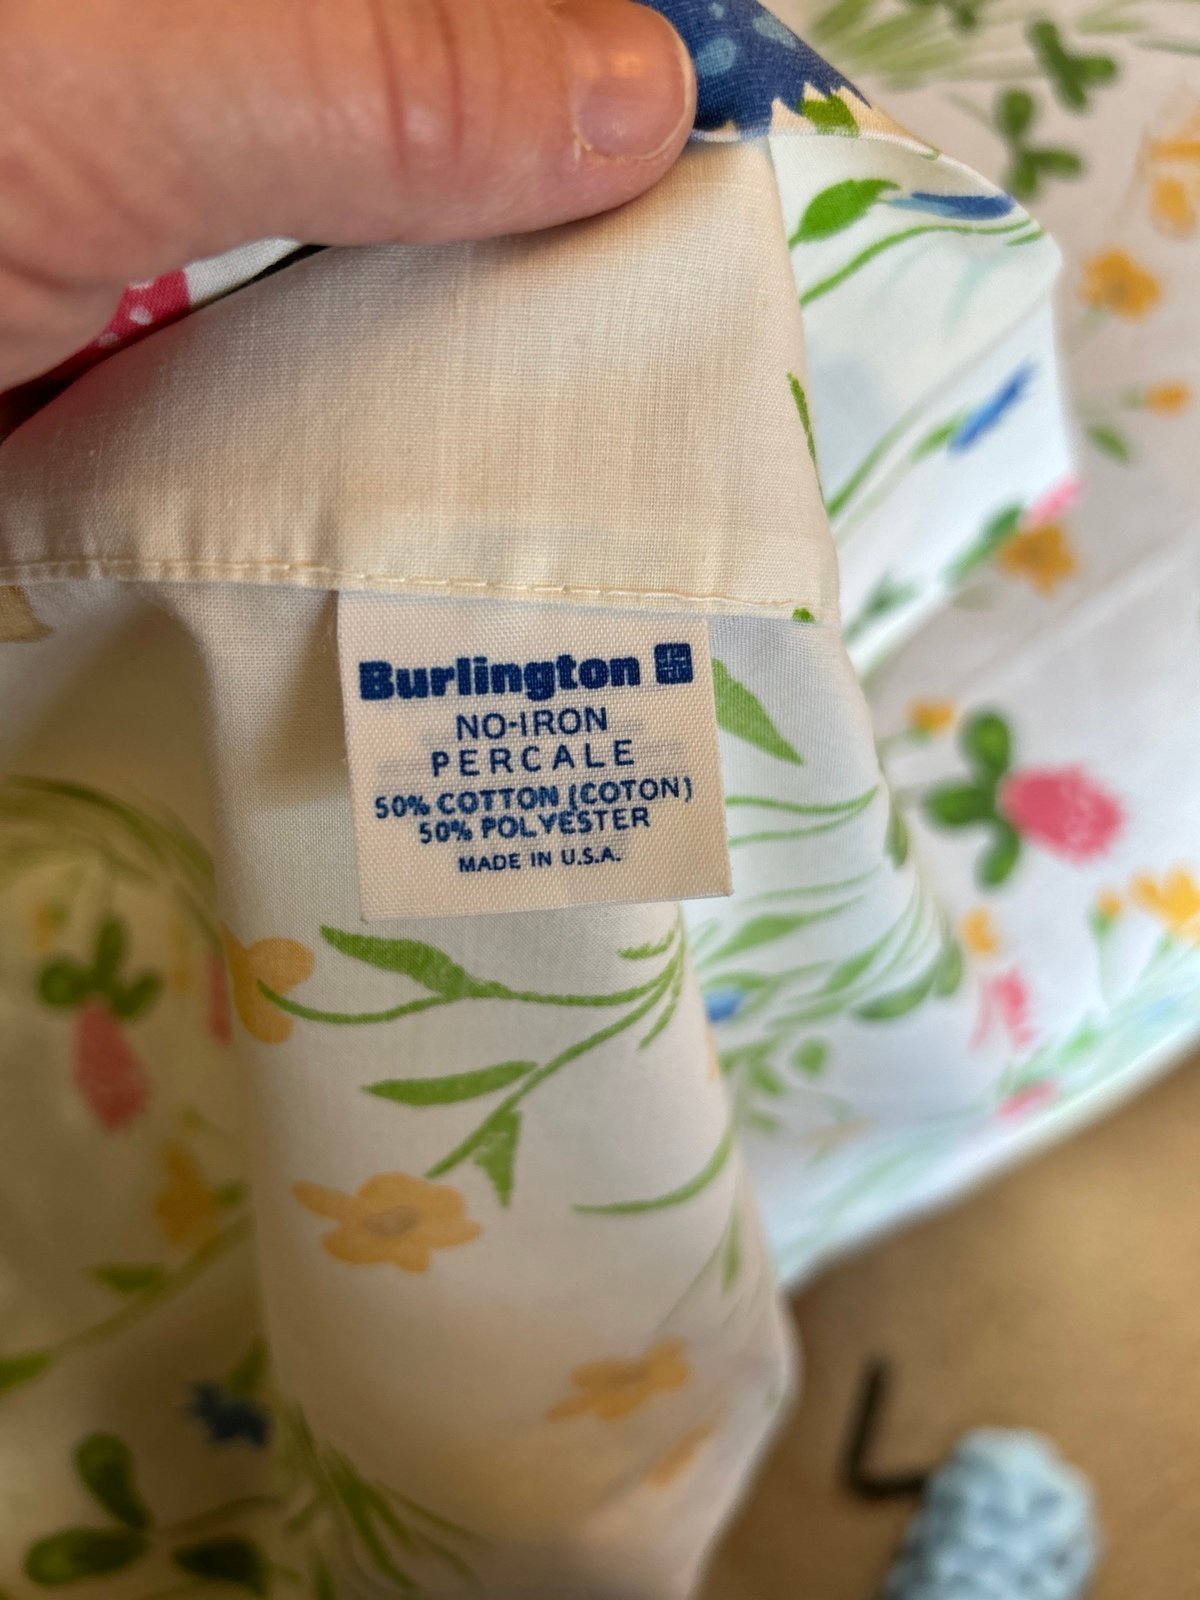 Burlington
NO-IRON
PERCALE
50% COTTON (COTON)
50% POLYESTER
MADE IN U.S.A.